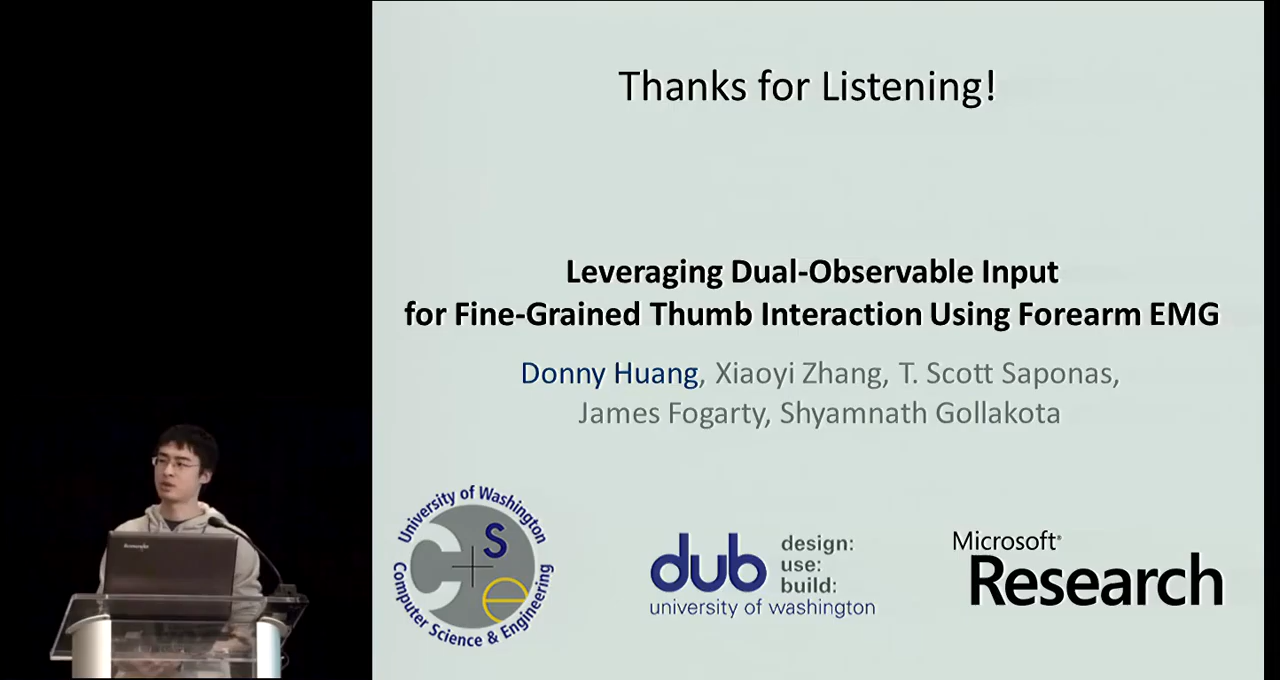 Thanks for Listening!
Leveraging Dual-Observable Input
for Fine-Grained Thumb Interaction Using Forearm EMG
Donny Huang, Xiaoyi Zhang, T. Scott Saponas,
James Fogarty, Shyamnath Gollakota
University of Washington
C+se
Computer Science & Engineering
dub
design:
use:
build:
university of washington
Microsoft®
Research